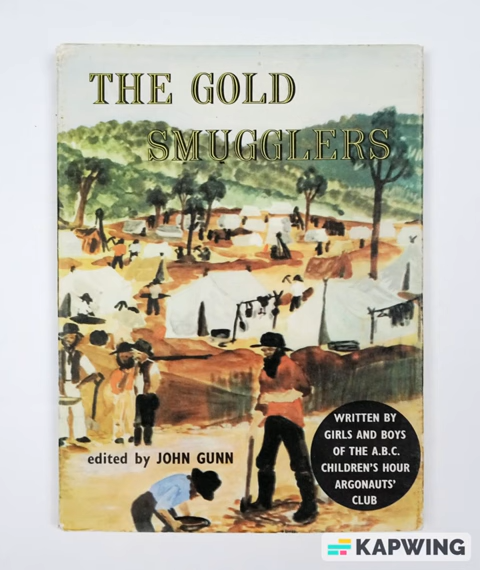 THE GOLD
SMUGGLERS
edited by JOHN GUNN
WRITTEN BY
GIRLS AND BOYS
OF THE A.B.C.
CHILDREN'S HOUR
ARGONAUTS'
CLUB
KAPWING